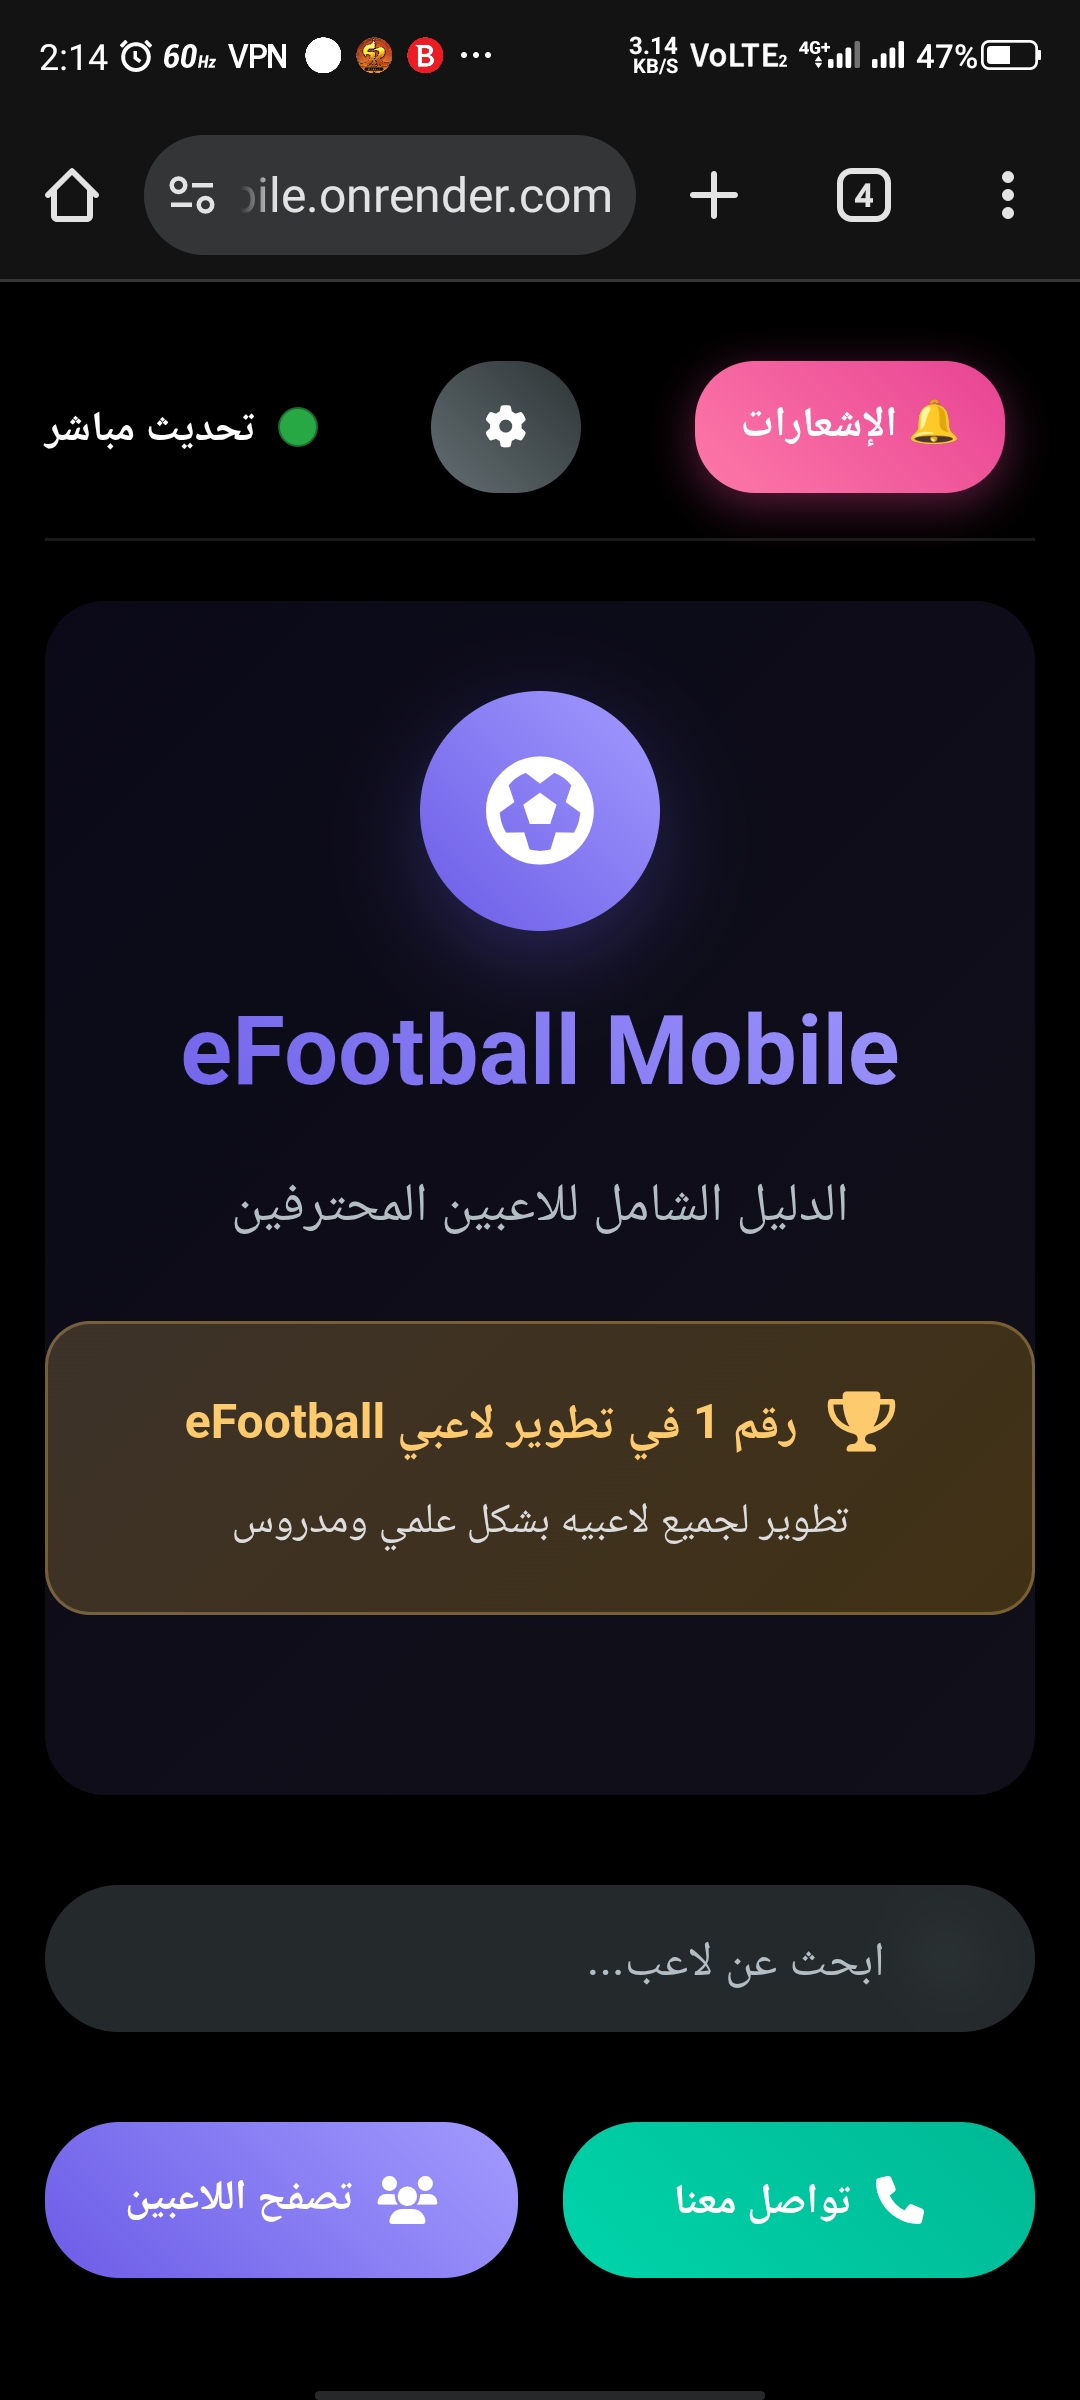 2:14 60Hz VPN B ... 3.14 KB/S VoLTE2 4G+ 47%
ile.onrender.com 4
🔔 الإشعارات
تحديث مباشر
eFootball Mobile
الدليل الشامل للاعبين المحترفين
رقم 1 في تطوير لاعبي eFootball
تطوير لجميع لاعبيه بشكل علمي ومدروس
ابحث عن لاعب...
تواصل معنا
تصفح اللاعبين